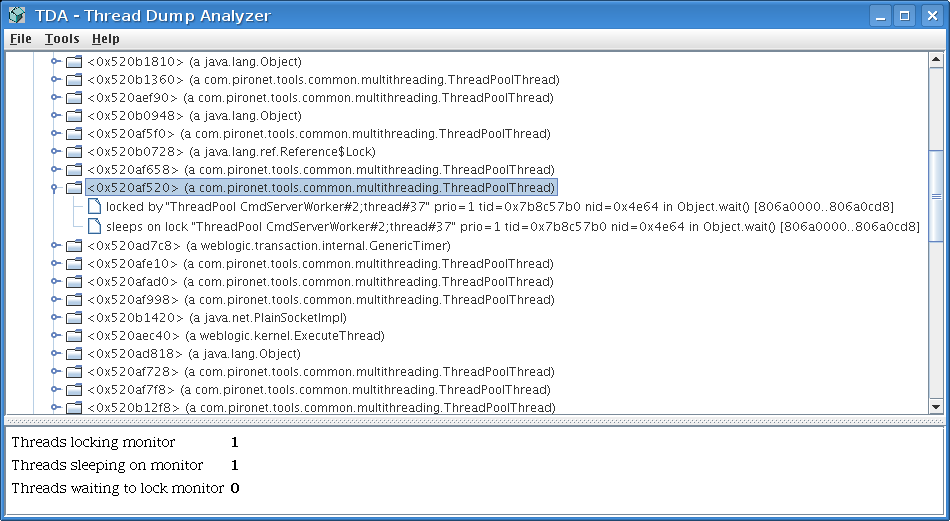 TDA - Thread Dump Analyzer
File Tools Help
<0x520b1810> (a java.lang.Object)
<0x520b1360> (a com.pironet.tools.common.multithreading.ThreadPoolThread)
<0x520aef90> (a com.pironet.tools.common.multithreading.ThreadPoolThread)
<0x520b0948> (a java.lang.Object)
<0x520af5f0> (a com.pironet.tools.common.multithreading.ThreadPoolThread)
<0x520b0728> (a java.lang.ref.Reference$Lock)
<0x520af658> (a com.pironet.tools.common.multithreading.ThreadPoolThread)
<0x520af520> (a com.pironet.tools.common.multithreading.ThreadPoolThread)
locked by "ThreadPool CmdServerWorker#2;thread#37" prio=1 tid=0x7b8c57b0 nid=0x4e64 in Object.wait() [806a0000..806a0cd8]
sleeps on lock "ThreadPool CmdServerWorker#2;thread#37" prio=1 tid=0x7b8c57b0 nid=0x4e64 in Object.wait() [806a0000..806a0cd8]
<0x520ad7c8> (a weblogic.transaction.internal.GenericTimer)
<0x520afe10> (a com.pironet.tools.common.multithreading.ThreadPoolThread)
<0x520afad0> (a com.pironet.tools.common.multithreading.ThreadPoolThread)
<0x520af998> (a com.pironet.tools.common.multithreading.ThreadPoolThread)
<0x520b1420> (a java.net.PlainSocketImpl)
<0x520aec40> (a weblogic.kernel.ExecuteThread)
<0x520ad818> (a java.lang.Object)
<0x520af728> (a com.pironet.tools.common.multithreading.ThreadPoolThread)
<0x520af7f8> (a com.pironet.tools.common.multithreading.ThreadPoolThread)
<0x520b12f8> (a com.pironet.tools.common.multithreading.ThreadPoolThread)
Threads locking monitor 1
Threads sleeping on monitor 1
Threads waiting to lock monitor 0